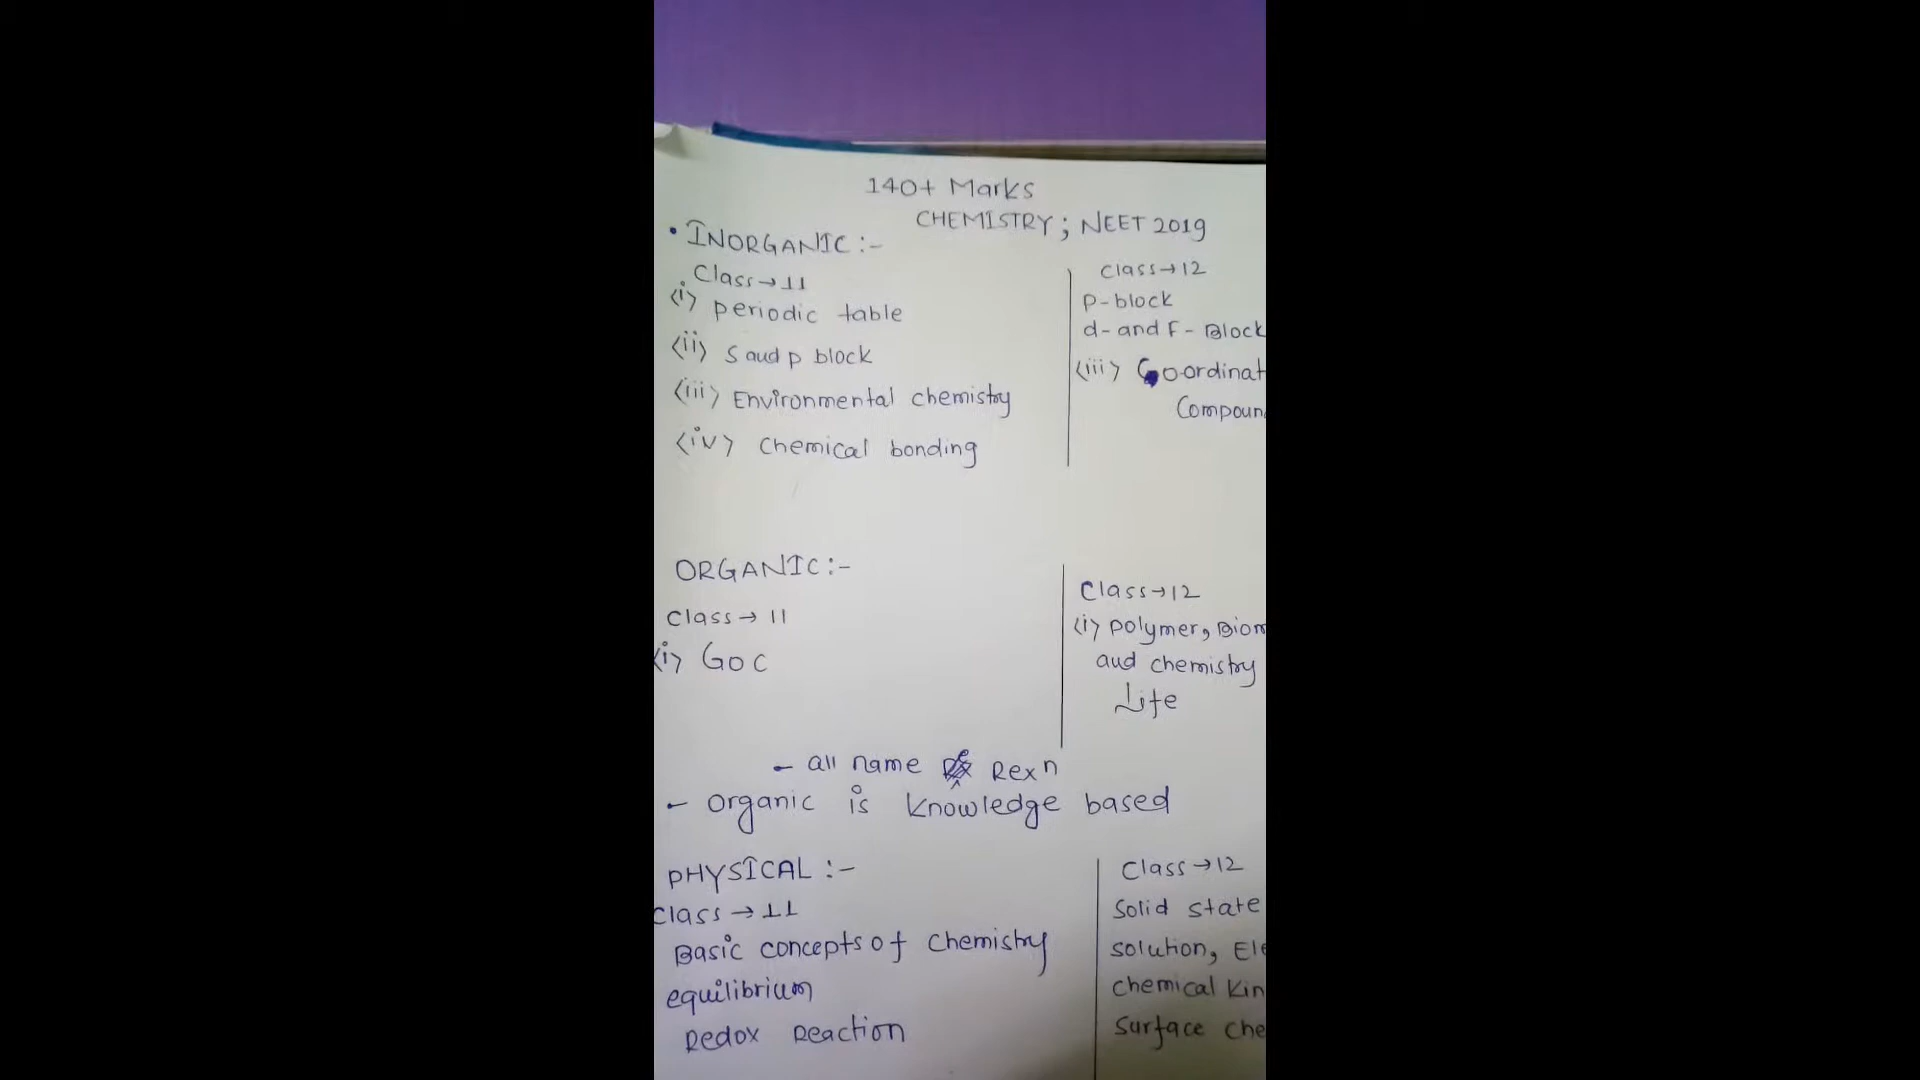 140+ Marks
CHEMISTRY ; NEET 2019
• INORGANIC :-
Class → 11
(i) periodic table
(ii) S and p block
(iii) Environmental chemistry
(iv) chemical bonding
Class → 12
p-block
d- and F- Block
(iii) Co-ordinat
Compoun
ORGANIC :-
Class → 11
(i) GOC
Class → 12
(i) polymer, Biom
and chemistry
Life
- all name Rexn
- organic is knowledge based
PHYSICAL :-
Class → 11
Basic concepts of chemistry
equilibrium
Redox Reaction
Class → 12
Solid state
solution, Ele
chemical kin
Surface che